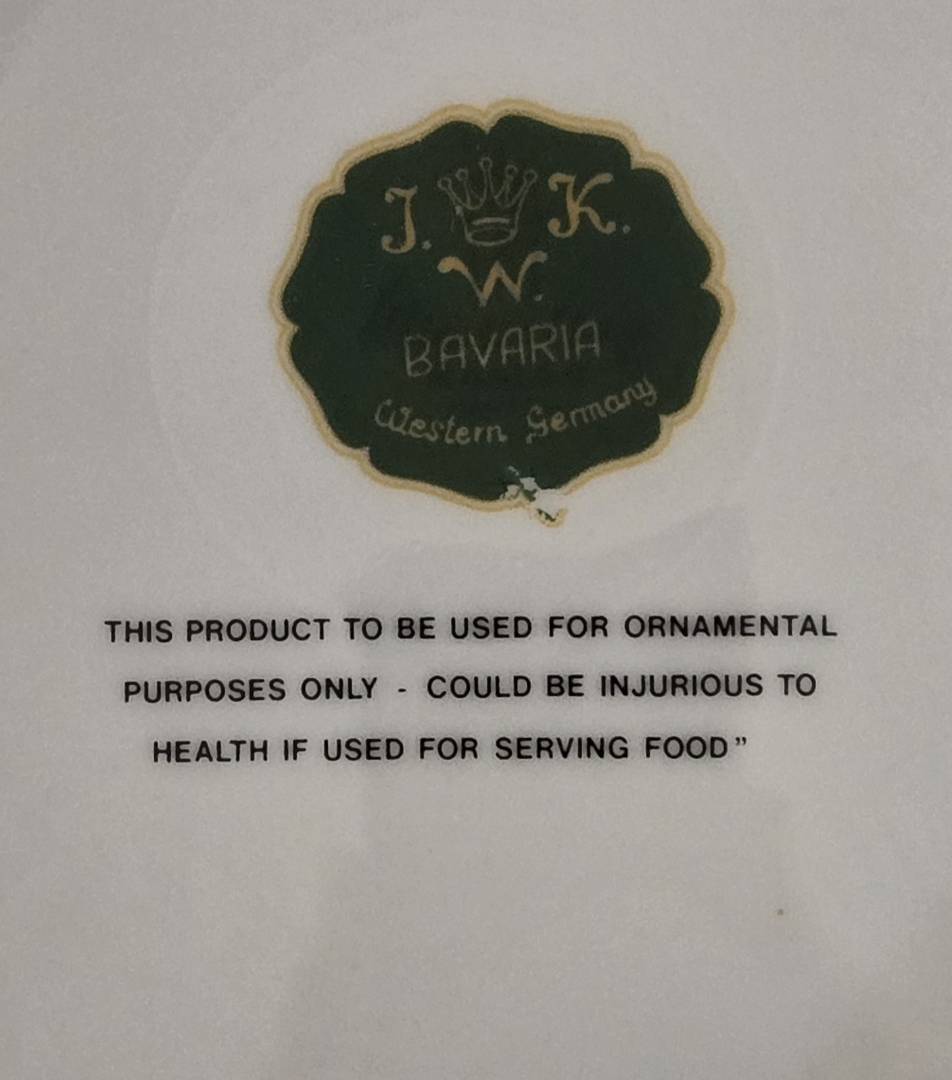 J. K.
W.
BAVARIA
Western Germany
THIS PRODUCT TO BE USED FOR ORNAMENTAL
PURPOSES ONLY - COULD BE INJURIOUS TO
HEALTH IF USED FOR SERVING FOOD”